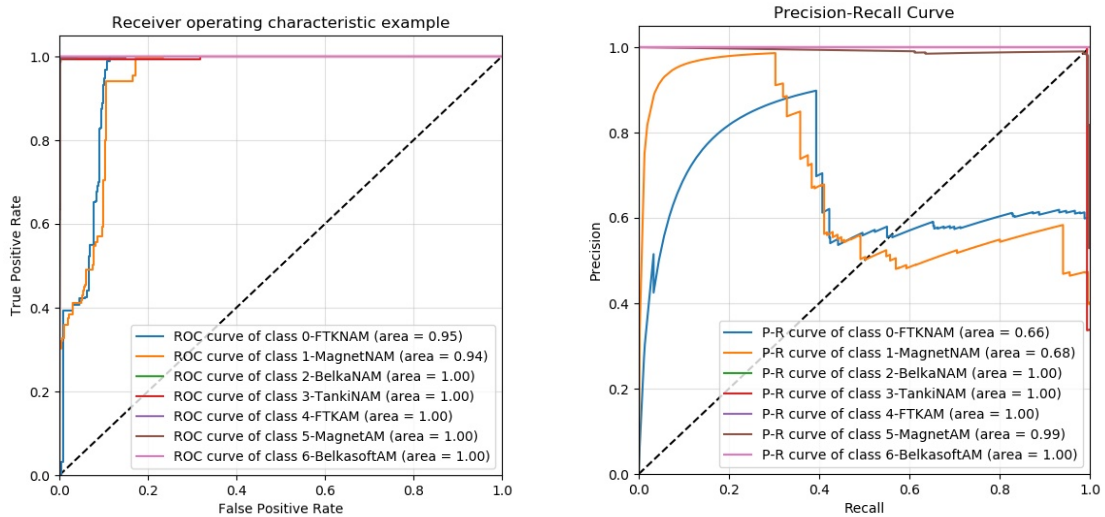 Receiver operating characteristic example
1.0
0.8
0.6
0.4
0.2
0.0
True Positive Rate
ROC curve of class 0-FTKNAM (area = 0.95)
ROC curve of class 1-MagnetNAM (area = 0.94)
ROC curve of class 2-BelkaNAM (area = 1.00)
ROC curve of class 3-TankiNAM (area = 1.00)
ROC curve of class 4-FTKAM (area = 1.00)
ROC curve of class 5-MagnetAM (area = 1.00)
ROC curve of class 6-BelkasoftAM (area = 1.00)
0.0 0.2 0.4 0.6 0.8 1.0
False Positive Rate
Precision-Recall Curve
1.0
0.8
0.6
0.4
0.2
0.0
Precision
P-R curve of class 0-FTKNAM (area = 0.66)
P-R curve of class 1-MagnetNAM (area = 0.68)
P-R curve of class 2-BelkaNAM (area = 1.00)
P-R curve of class 3-TankiNAM (area = 1.00)
P-R curve of class 4-FTKAM (area = 1.00)
P-R curve of class 5-MagnetAM (area = 0.99)
P-R curve of class 6-BelkasoftAM (area = 1.00)
0.0 0.2 0.4 0.6 0.8 1.0
Recall